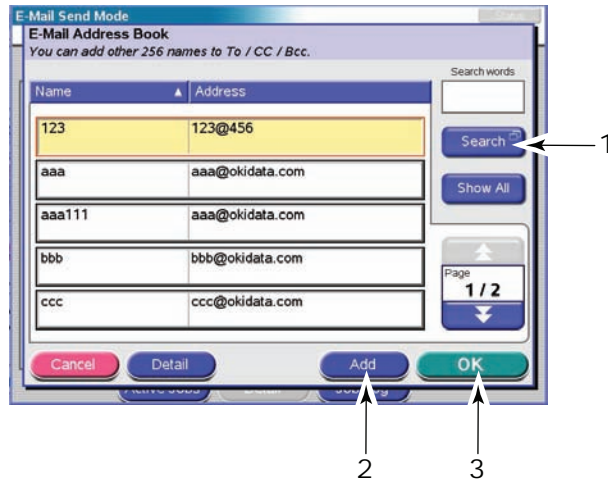 E-Mail Send Mode
E-Mail Address Book
You can add other 256 names to To / CC / Bcc.
Search words
Name ▲ Address
123 123@456
Search
1
aaa aaa@okidata.com
Show All
aaa111 aaa@okidata.com
bbb bbb@okidata.com
Page
1 / 2
ccc ccc@okidata.com
Cancel Detail Add OK
2 3